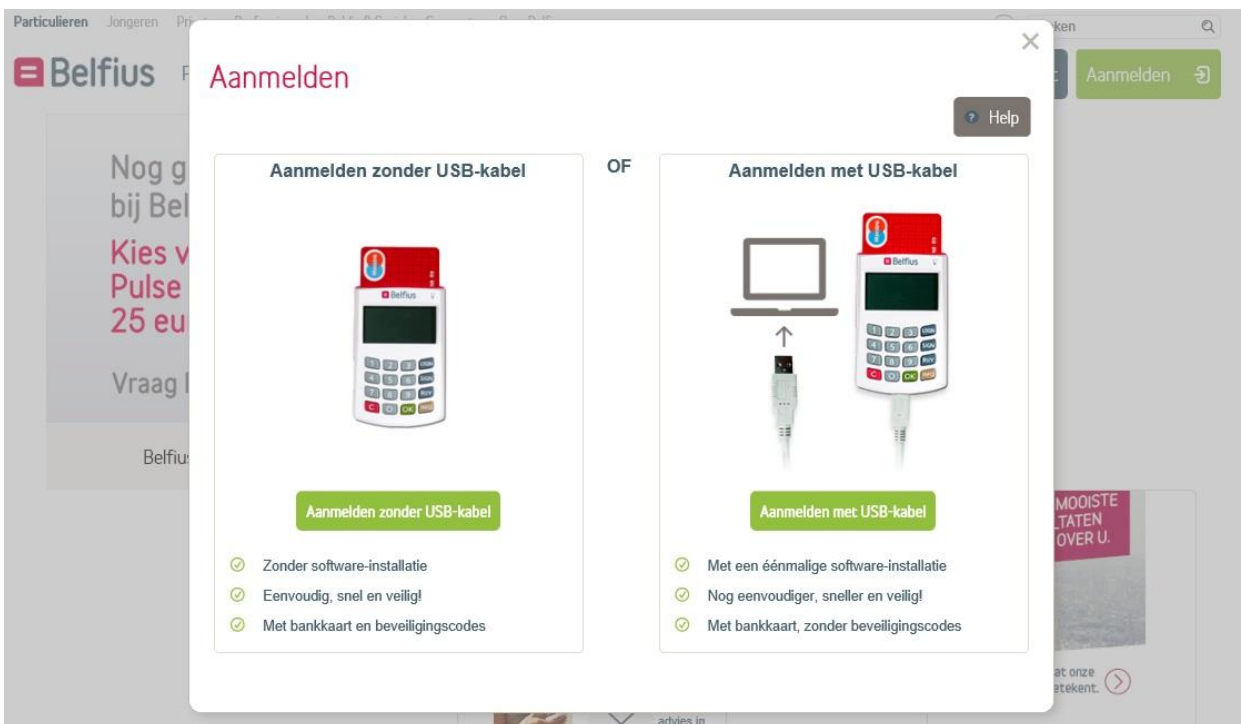 Particulieren Jongeren
ken
Belfius
Aanmelden
Aanmelden
Help
Nog g
bij Bel
Kies v
Pulse
25 eu
Vraag
Belfius
Aanmelden zonder USB-kabel
OF
Aanmelden met USB-kabel
Belfius
Belfius
Aanmelden zonder USB-kabel
Aanmelden met USB-kabel
Zonder software-installatie
Eenvoudig, snel en veilig!
Met bankkaart en beveiligingscodes
Met een éénmalige software-installatie
Nog eenvoudiger, sneller en veilig!
Met bankkaart, zonder beveiligingscodes
MOOISTE
LTATEN
OVER U.
at onze
etekent.
advies in